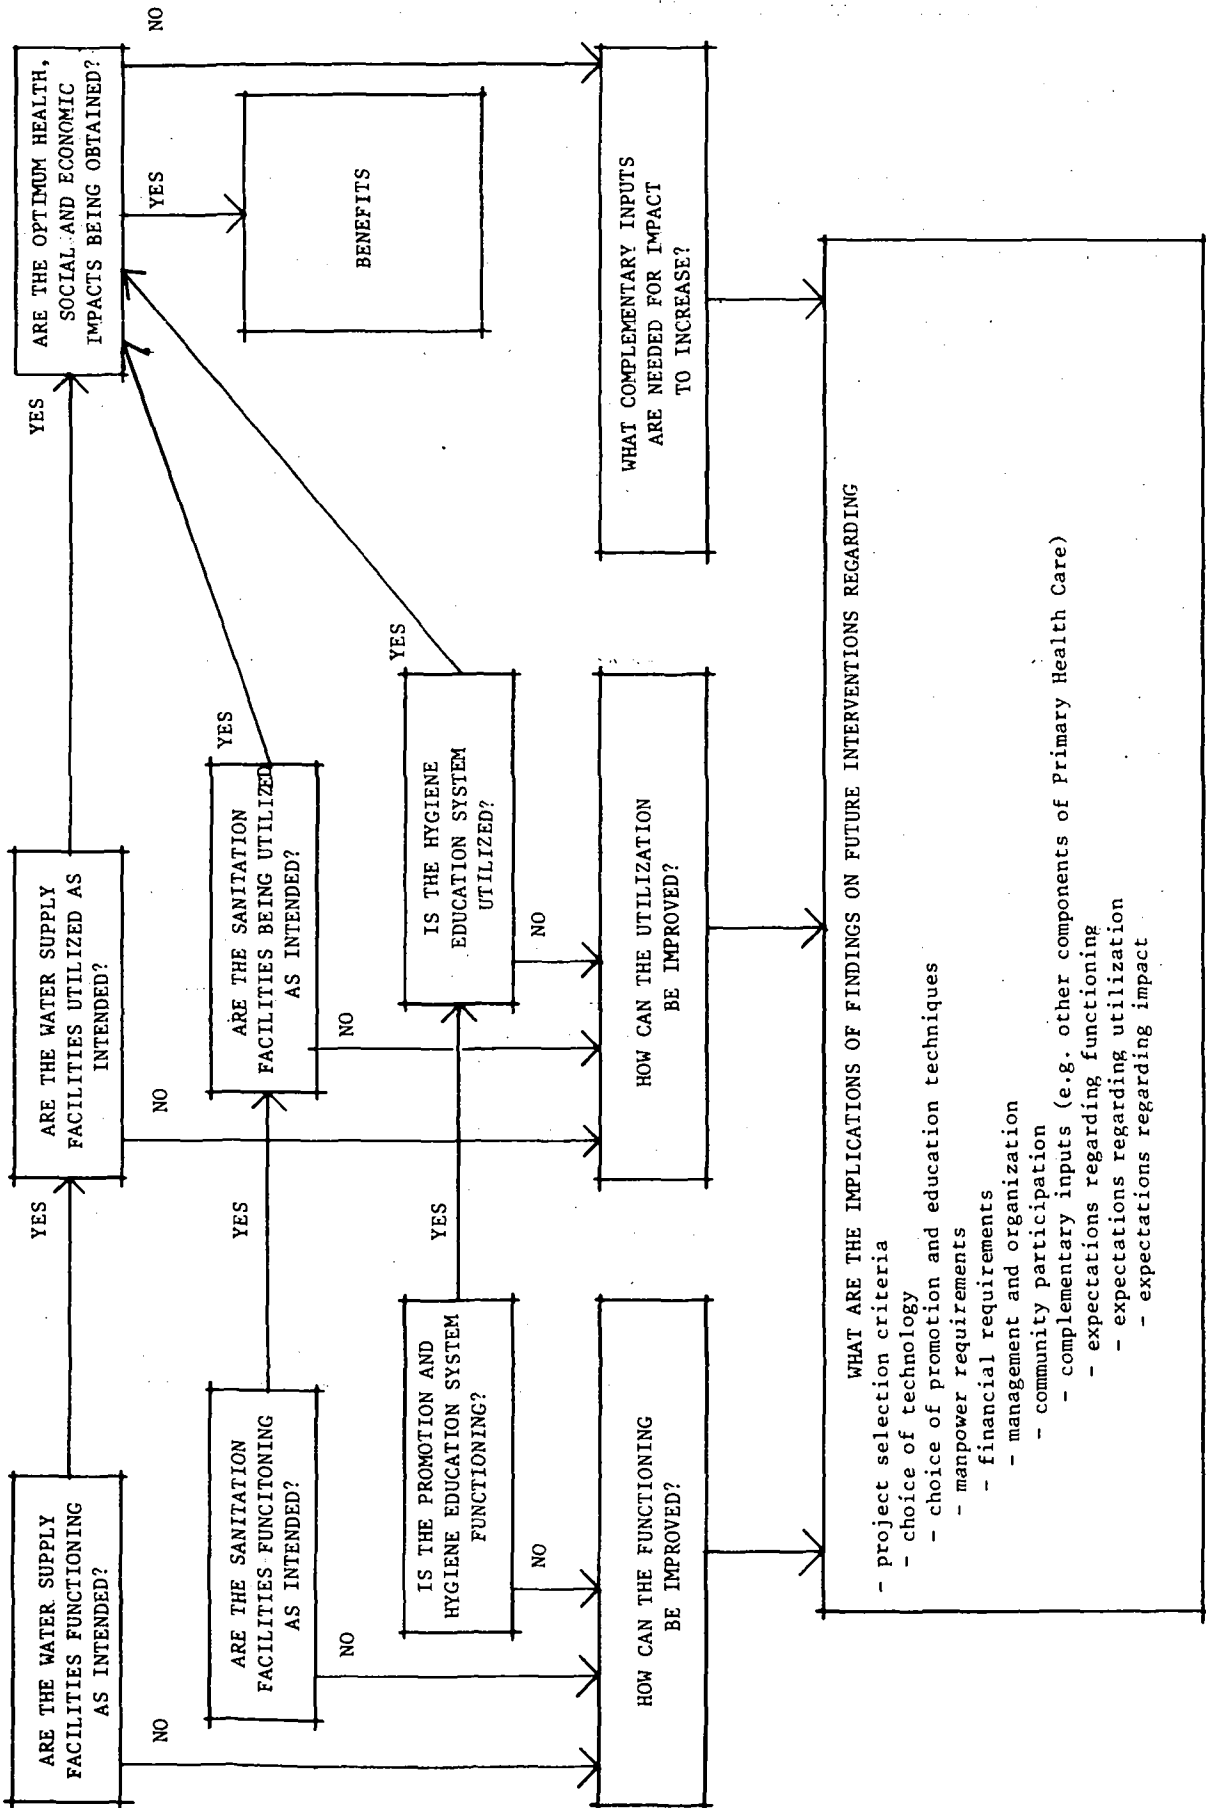 ARE THE WATER SUPPLY
FACILITIES FUNCTIONING
AS INTENDED?
YES
NO
ARE THE WATER SUPPLY
FACILITIES UTILIZED AS
INTENDED?
YES
NO
ARE THE OPTIMUM HEALTH,
SOCIAL AND ECONOMIC
IMPACTS BEING OBTAINED?
YES
NO
ARE THE SANITATION
FACILITIES FUNCITONING
AS INTENDED?
YES
NO
ARE THE SANITATION
FACILITIES BEING UTILIZED
AS INTENDED?
YES
NO
BENEFITS
IS THE PROMOTION AND
HYGIENE EDUCATION SYSTEM
FUNCTIONING?
YES
NO
IS THE HYGIENE
EDUCATION SYSTEM
UTILIZED?
YES
NO
HOW CAN THE FUNCTIONING
BE IMPROVED?
HOW CAN THE UTILIZATION
BE IMPROVED?
WHAT COMPLEMENTARY INPUTS
ARE NEEDED FOR IMPACT
TO INCREASE?
WHAT ARE THE IMPLICATIONS OF FINDINGS ON FUTURE INTERVENTIONS REGARDING
- project selection criteria
- choice of technology
- choice of promotion and education techniques
- manpower requirements
- financial requirements
- management and organization
- community participation
- complementary inputs (e.g. other components of Primary Health Care)
- expectations regarding functioning
- expectations regarding utilization
- expectations regarding impact